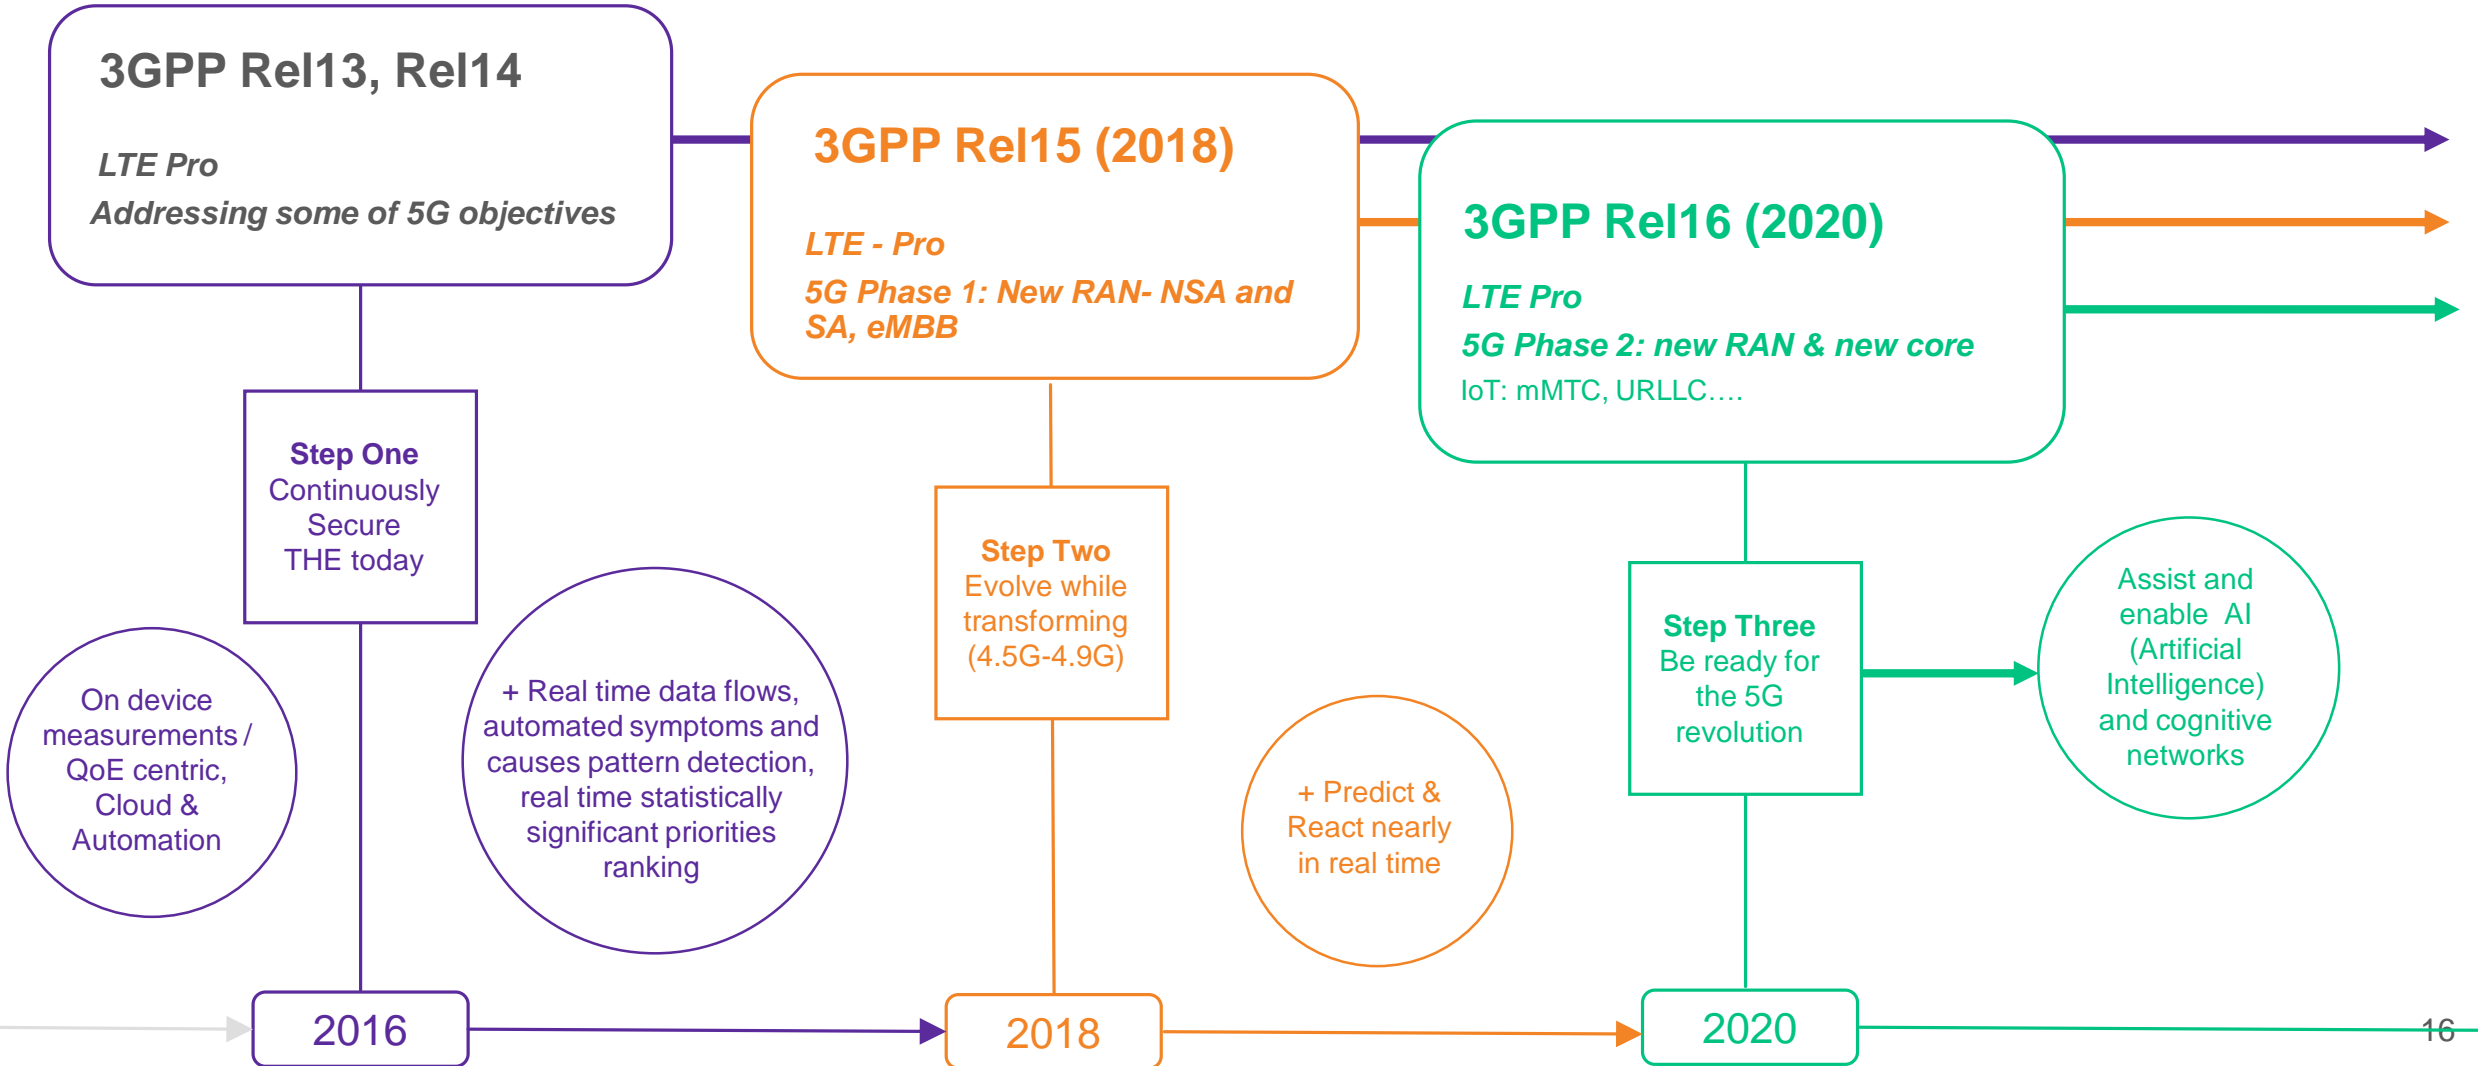 3GPP Rel13, Rel14
LTE Pro
Addressing some of 5G objectives
3GPP Rel15 (2018)
LTE - Pro
5G Phase 1: New RAN- NSA and
SA, eMBB
3GPP Rel16 (2020)
LTE Pro
5G Phase 2: new RAN & new core
IoT: mMTC, URLLC....
Step One
Continuously
Secure
THE today
Step Two
Evolve while
transforming
(4.5G-4.9G)
Step Three
Be ready for
the 5G
revolution
Assist and
enable  AI
(Artificial
Intelligence)
and cognitive
networks
On device
measurements /
QoE centric,
Cloud &
Automation
+ Real time data flows,
automated symptoms and
causes pattern detection,
real time statistically
significant priorities
ranking
+ Predict &
React nearly
in real time
2016
2018
2020
16